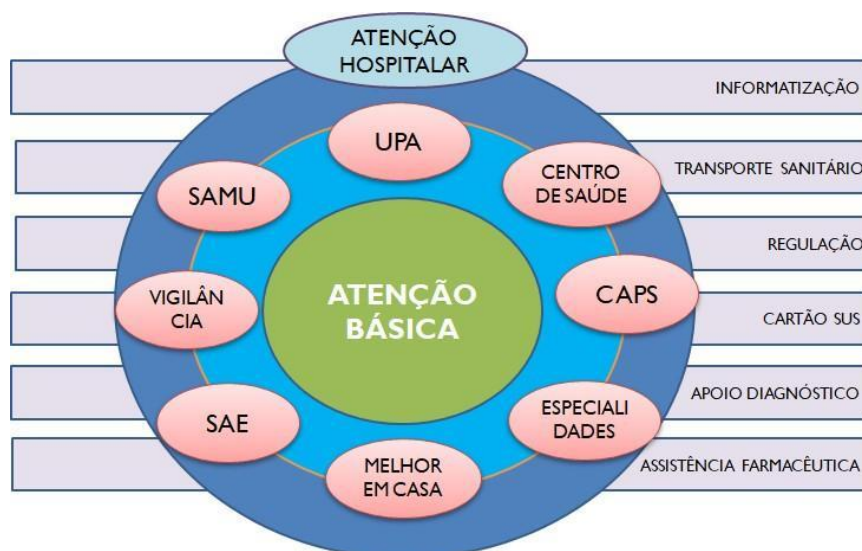 ATENÇÃO
HOSPITALAR
INFORMATIZAÇÃO
UPA
CENTRO
DE SAÚDE
TRANSPORTE SANITÁRIO
SAMU
REGULAÇÃO
ATENÇÃO
BÁSICA
VIGILÂN
CIA
CAPS
CARTÃO SUS
APOIO DIAGNÓSTICO
SAE
ESPECIALI
DADES
MELHOR
EM CASA
ASSISTÊNCIA FARMACÊUTICA